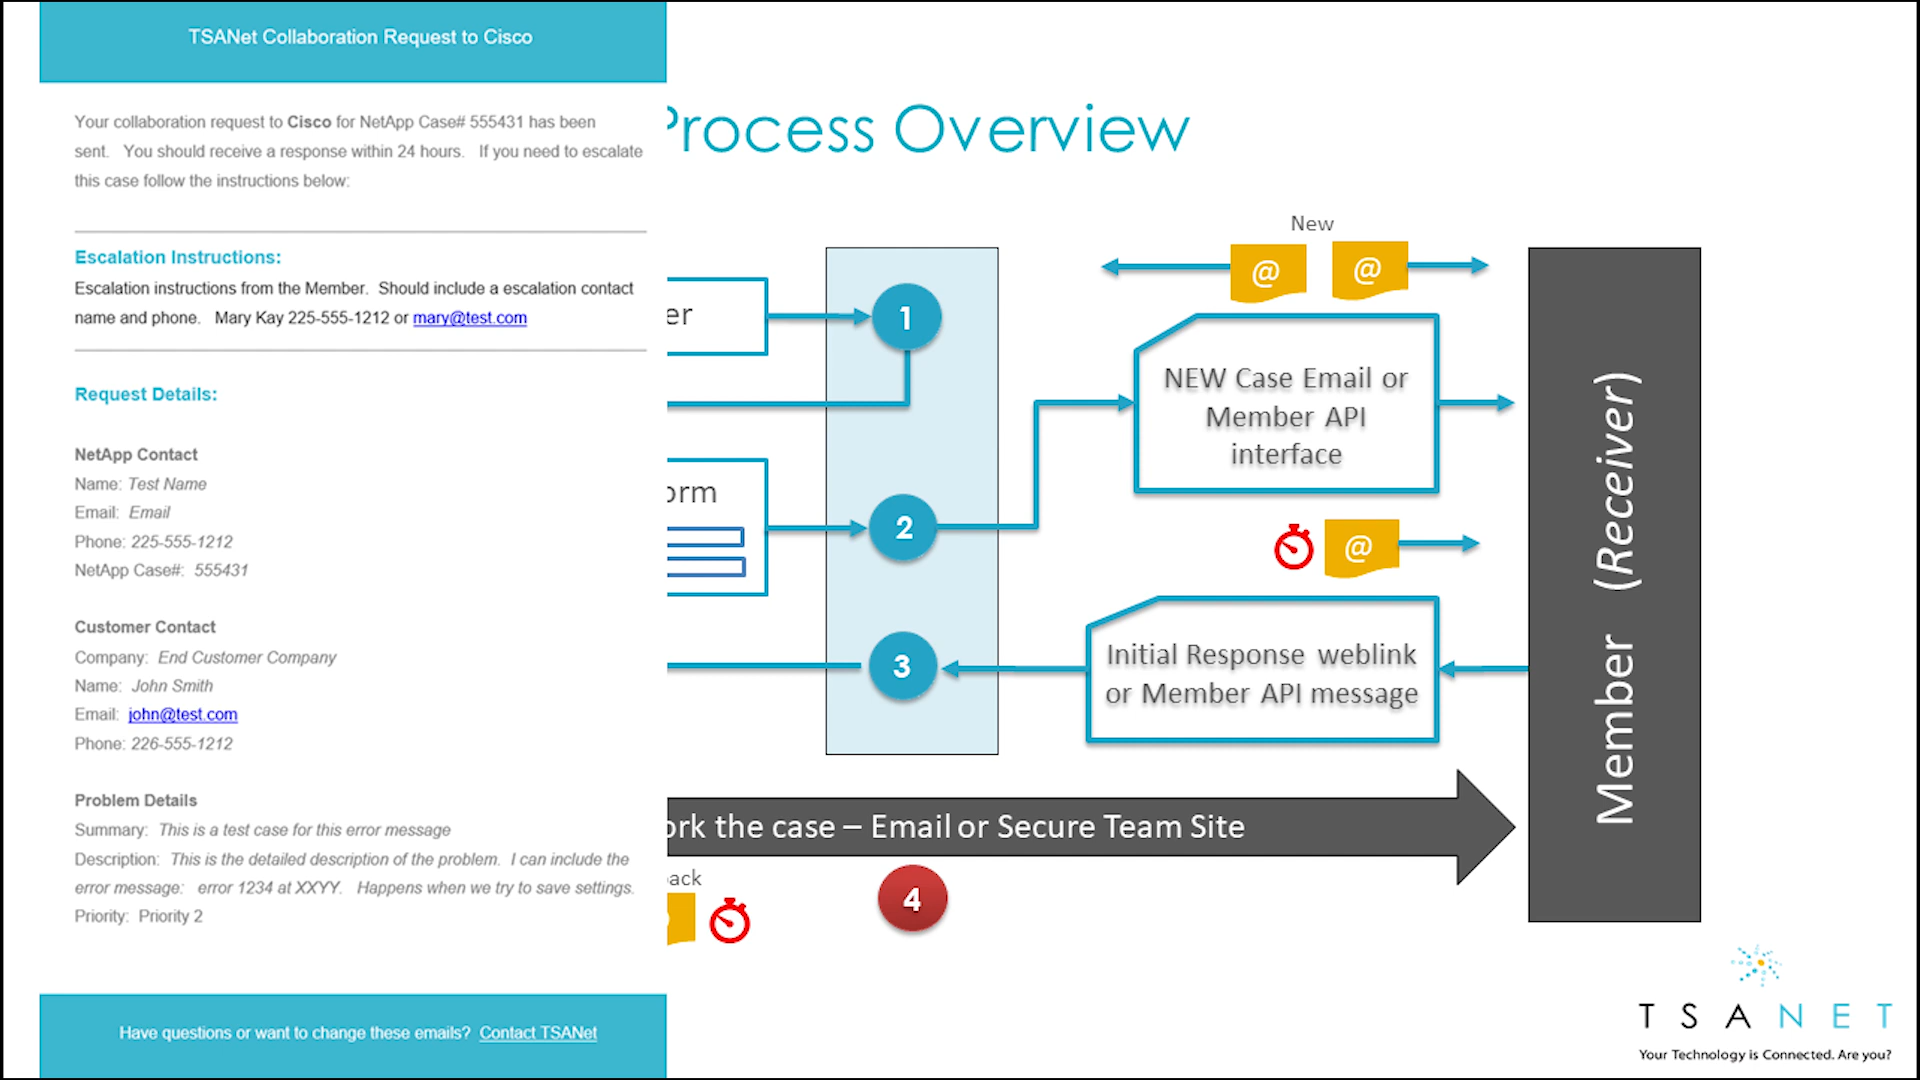 TSANet Collaboration Request to Cisco
Your collaboration request to Cisco for NetApp Case# 555431 has been
sent. You should receive a response within 24 hours. If you need to escalate
this case follow the instructions below:
Escalation Instructions:
Escalation instructions from the Member. Should include a escalation contact
name and phone. Mary Kay 225-555-1212 or mary@test.com
Request Details:
NetApp Contact
Name: Test Name
Email: Email
Phone: 225-555-1212
NetApp Case#: 555431
Customer Contact
Company: End Customer Company
Name: John Smith
Email: john@test.com
Phone: 226-555-1212
Problem Details
Summary: This is a test case for this error message
Description: This is the detailed description of the problem. I can include the
error message: error 1234 at XXYY. Happens when we try to save settings.
Priority: Priority 2
Have questions or want to change these emails? Contact TSANet
Process Overview
New
@ @
er
1
NEW Case Email or
Member API
interface
orm
2
@
3
Initial Response weblink
or Member API message
Member (Receiver)
ork the case – Email or Secure Team Site
ack
4
TSANET
Your Technology is Connected. Are you?